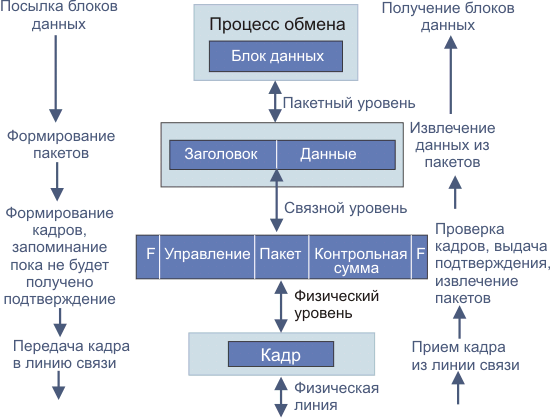 Посылка блоков
данных
Формирование
пакетов
Формирование
кадров,
запоминание
пока не будет
получено
подтверждение
Передача кадра
в линию связи
Процесс обмена
Блок данных
Пакетный уровень
Заголовок Данные
Связной уровень
F Управление Пакет Контрольная
сумма F
Физический
уровень
Кадр
Физическая
линия
Получение блоков
данных
Извлечение
данных из
пакетов
Проверка
кадров, выдача
подтверждения,
извлечение
пакетов
Прием кадра
из линии связи